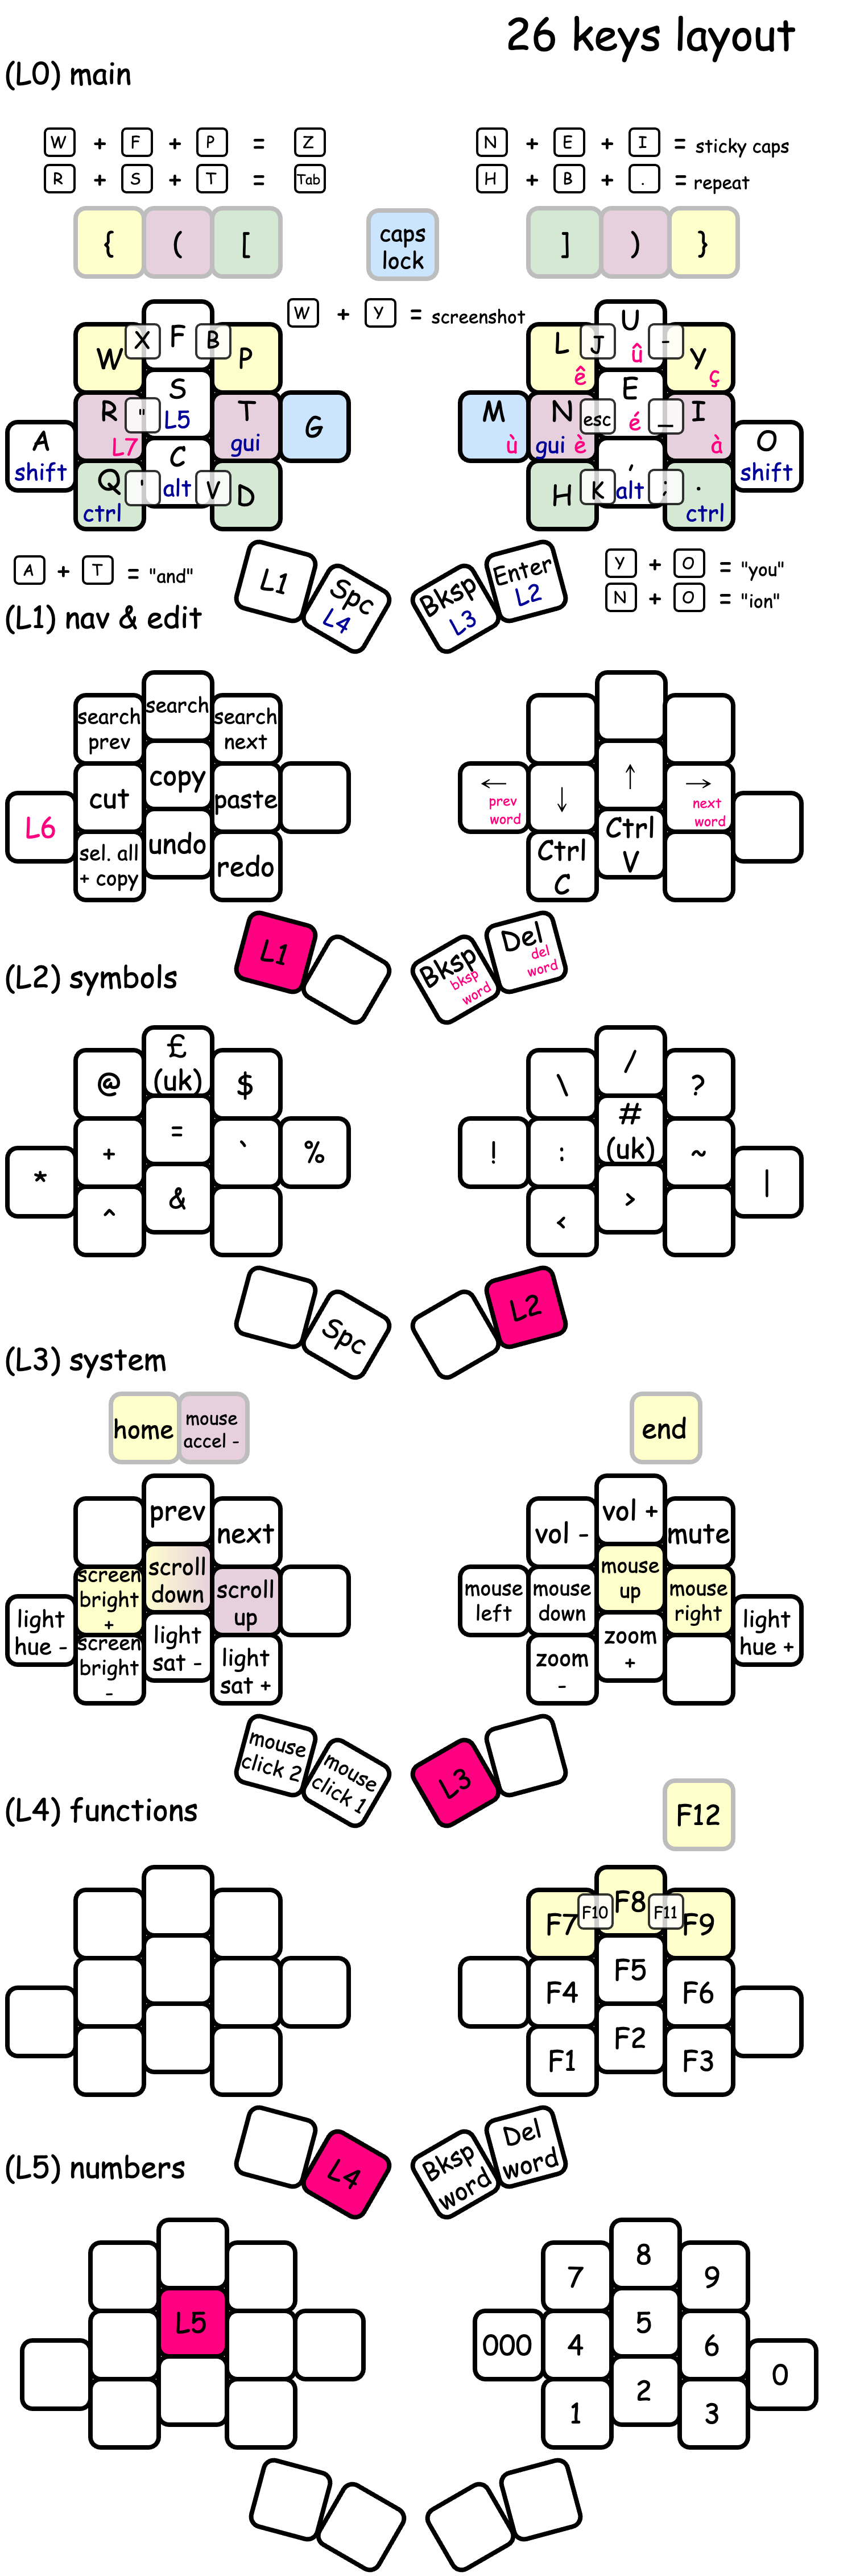 26 keys layout
(L0) main
W + F + P = Z
N + E + I = sticky caps
R + S + T = Tab
H + B + . = repeat
{ ( [
caps
lock
] ) }
W + Y = screenshot
W X F B P
L ê J U û - Y ç
A shift R L7 " S L5 T gui G
M ù N gui è esc E é _ I à O shift
Q ctrl ' C alt V D
H K , alt ; . ctrl
A + T = "and"
L1 Spc L4
Bksp L3 Enter L2
Y + O = "you"
N + O = "ion"
(L1) nav & edit
search prev search search next
L6 cut copy paste
← prev word ↓ ↑ → next word
sel. all + copy undo redo
Ctrl C Ctrl V
L1
Bksp bksp word Del del word
(L2) symbols
@ £ (uk) $
\ / ?
* + = ` %
! : # (uk) ~ |
^ &
< >
Spc
L2
(L3) system
home mouse accel -
end
prev next
vol - vol + mute
light hue - screen bright + scroll down scroll up
mouse left mouse down mouse up mouse right light hue +
screen bright - light sat - light sat +
zoom - zoom +
mouse click 2 mouse click 1
L3
(L4) functions
F12
F7 F10 F8 F11 F9
F4 F5 F6
F1 F2 F3
L4
Bksp word Del word
(L5) numbers
7 8 9
L5
000 4 5 6 0
1 2 3